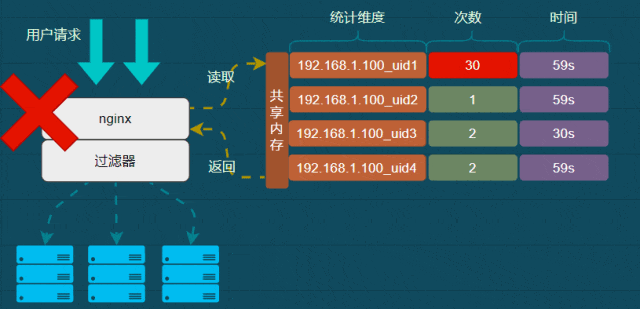 统计维度 次数 时间
用户请求
读取
192.168.1.100_uid1 30 59s
192.168.1.100_uid2 1 59s
nginx
共享内存
192.168.1.100_uid3 2 30s
过滤器
返回
192.168.1.100_uid4 2 59s